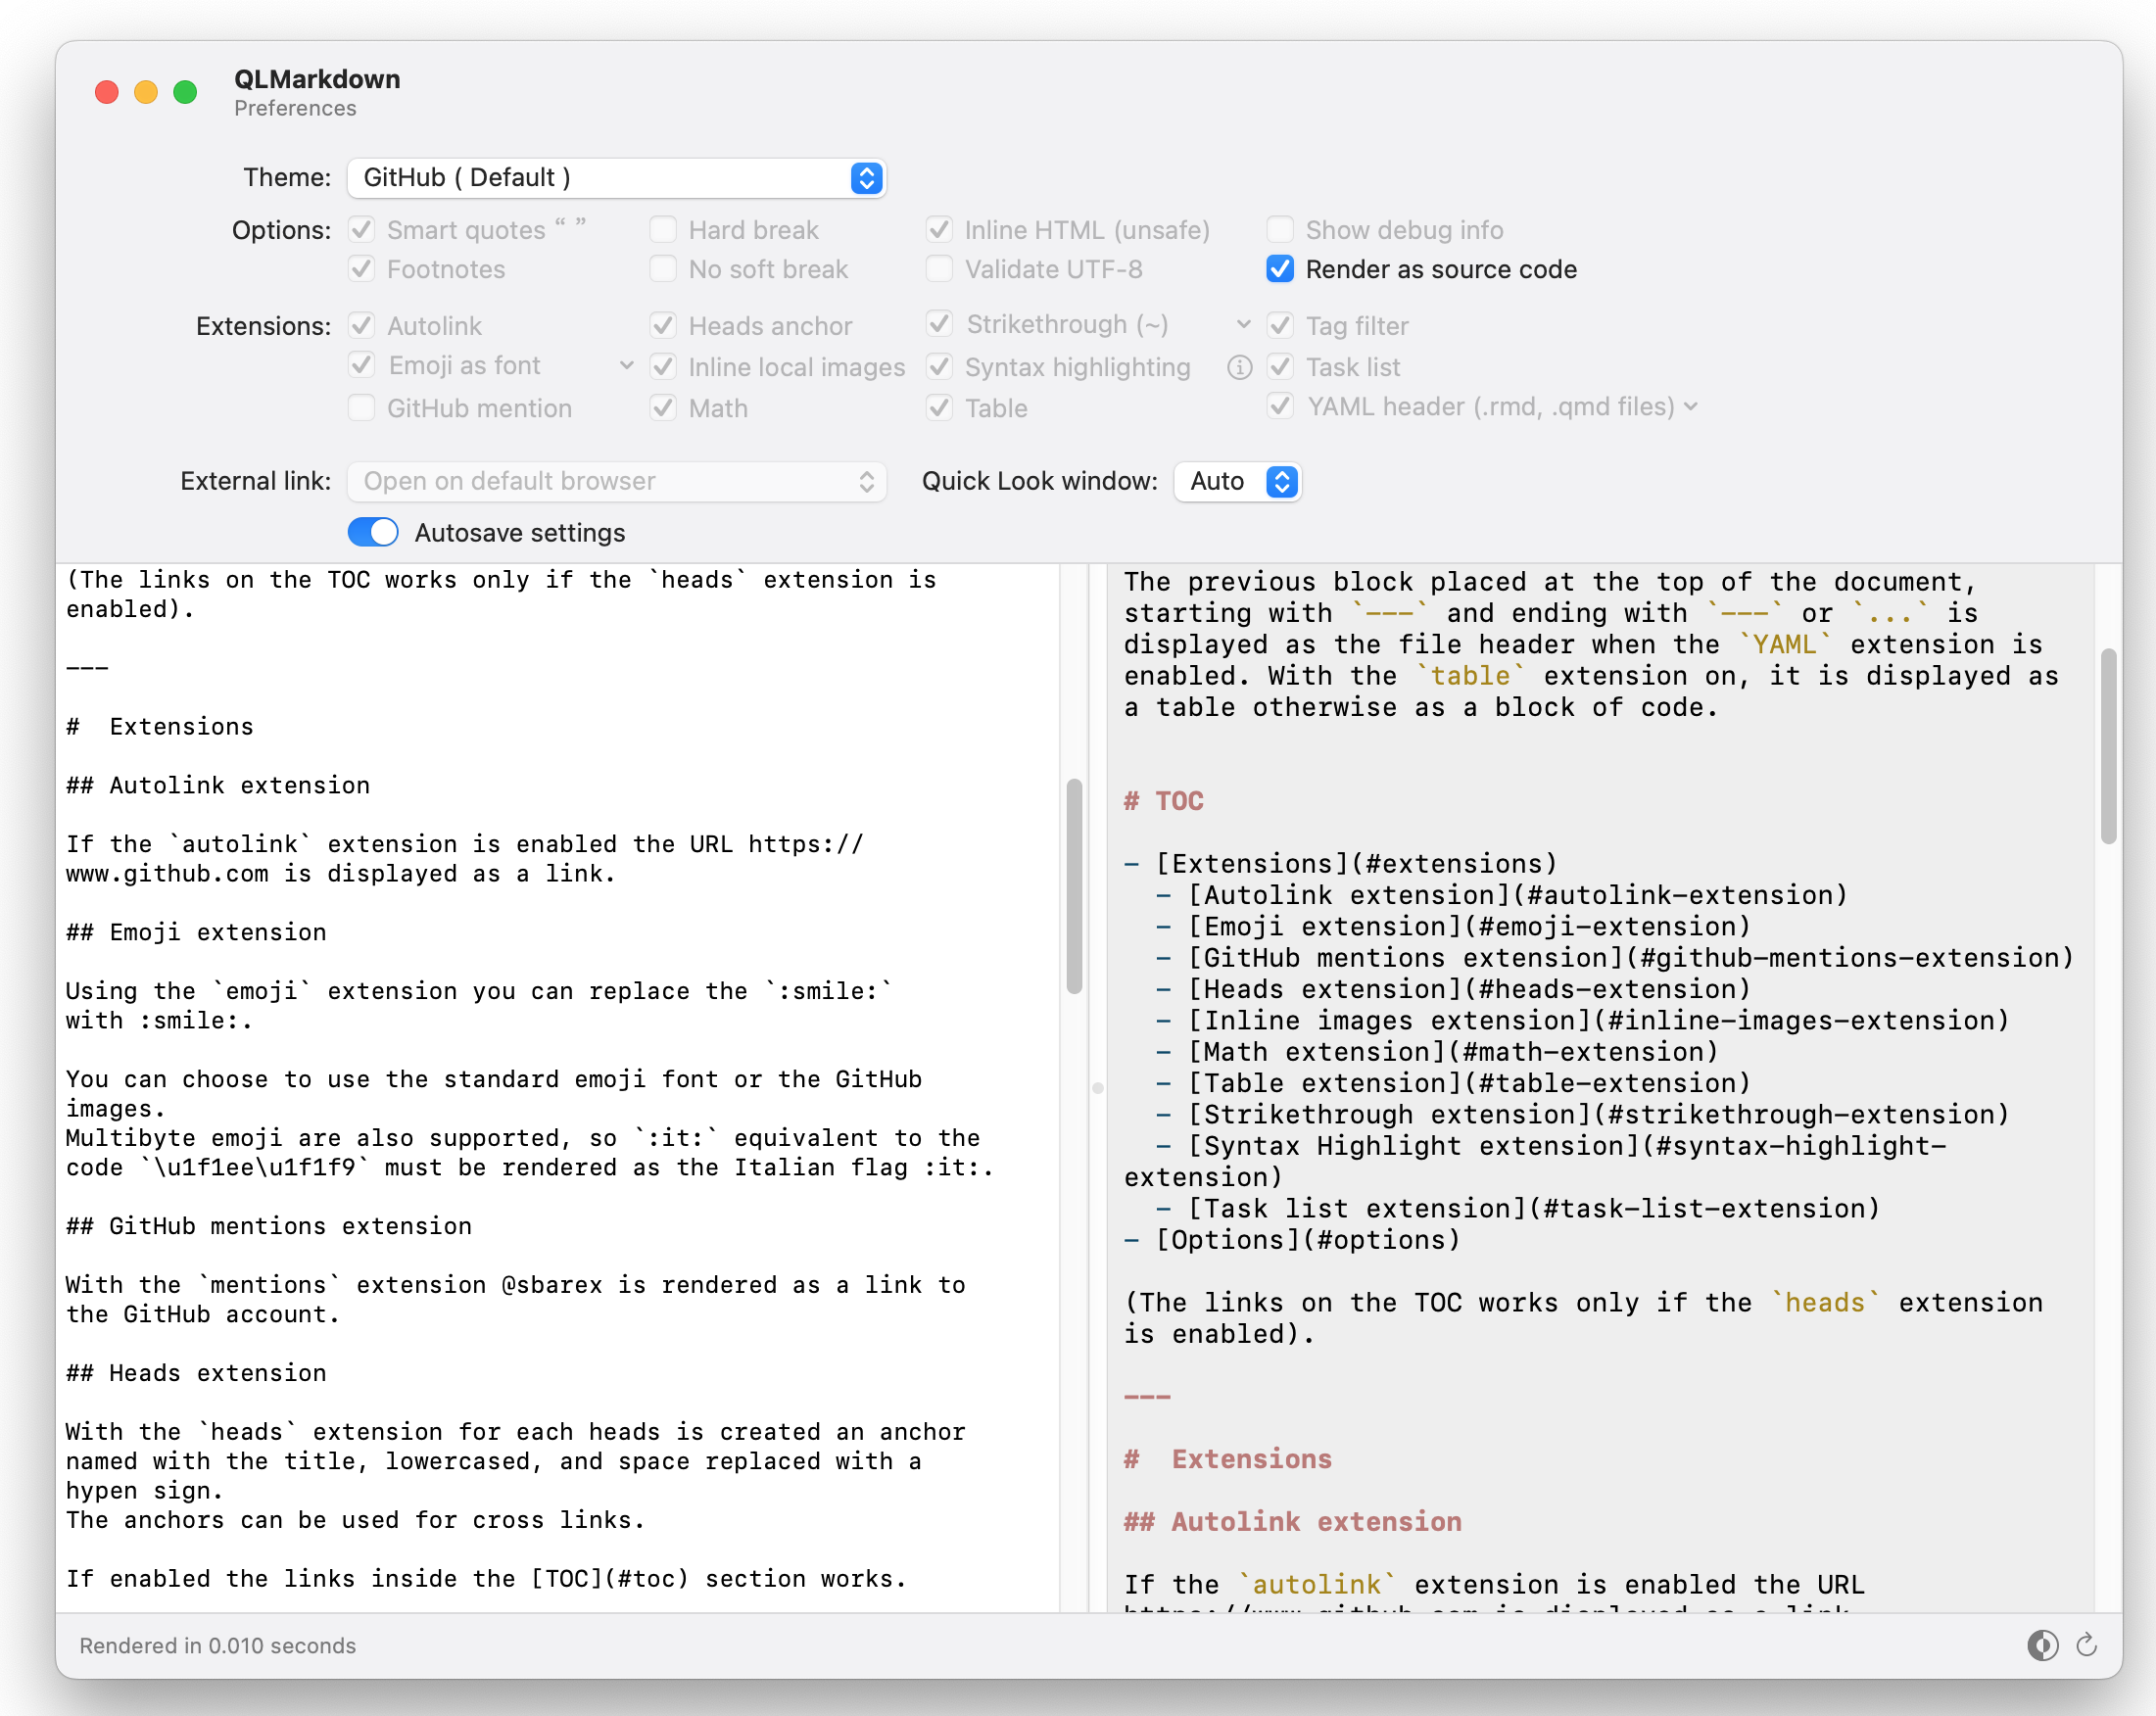 QLMarkdown
Preferences
Theme: GitHub ( Default )
Options: Smart quotes “ ” Hard break Inline HTML (unsafe) Show debug info
Footnotes No soft break Validate UTF-8 Render as source code
Extensions: Autolink Heads anchor Strikethrough (~) Tag filter
Emoji as font Inline local images Syntax highlighting Task list
GitHub mention Math Table YAML header (.rmd, .qmd files)
External link: Open on default browser Quick Look window: Auto
Autosave settings
(The links on the TOC works only if the `heads` extension is
enabled).
---
#  Extensions
## Autolink extension
If the `autolink` extension is enabled the URL https://
www.github.com is displayed as a link.
## Emoji extension
Using the `emoji` extension you can replace the `:smile:`
with :smile:.
You can choose to use the standard emoji font or the GitHub
images.
Multibyte emoji are also supported, so `:it:` equivalent to the
code `\u1f1ee\u1f1f9` must be rendered as the Italian flag :it:.
## GitHub mentions extension
With the `mentions` extension @sbarex is rendered as a link to
the GitHub account.
## Heads extension
With the `heads` extension for each heads is created an anchor
named with the title, lowercased, and space replaced with a
hypen sign.
The anchors can be used for cross links.
If enabled the links inside the [TOC](#toc) section works.
The previous block placed at the top of the document,
starting with `---` and ending with `---` or `...` is
displayed as the file header when the `YAML` extension is
enabled. With the `table` extension on, it is displayed as
a table otherwise as a block of code.
# TOC
- [Extensions](#extensions)
  - [Autolink extension](#autolink-extension)
  - [Emoji extension](#emoji-extension)
  - [GitHub mentions extension](#github-mentions-extension)
  - [Heads extension](#heads-extension)
  - [Inline images extension](#inline-images-extension)
  - [Math extension](#math-extension)
  - [Table extension](#table-extension)
  - [Strikethrough extension](#strikethrough-extension)
  - [Syntax Highlight extension](#syntax-highlight-
extension)
  - [Task list extension](#task-list-extension)
- [Options](#options)
(The links on the TOC works only if the `heads` extension
is enabled).
---
#  Extensions
## Autolink extension
If the `autolink` extension is enabled the URL
https://www.github.com is displayed as a link.
Rendered in 0.010 seconds